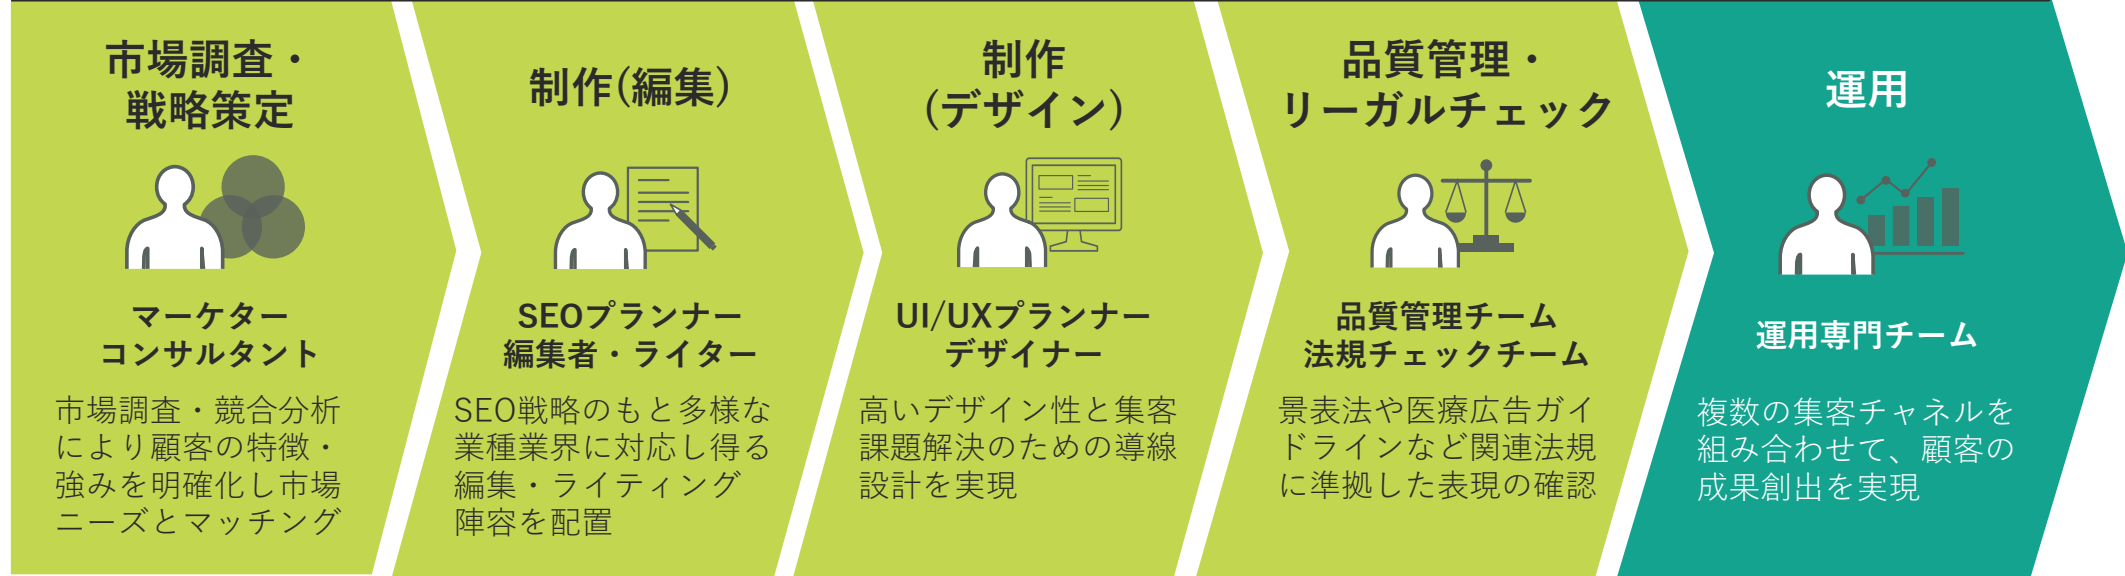 市場調査・
戦略策定
マーケター
コンサルタント
市場調査・競合分析
により顧客の特徴・
強みを明確化し市場
ニーズとマッチング
制作(編集)
SEOプランナー
編集者・ライター
SEO戦略のもと多様な
業種業界に対応し得る
編集・ライティング
陣容を配置
制作
(デザイン)
UI/UXプランナー
デザイナー
高いデザイン性と集客
課題解決のための導線
設計を実現
品質管理・
リーガルチェック
品質管理チーム
法規チェックチーム
景表法や医療広告ガイ
ドラインなど関連法規
に準拠した表現の確認
運用
運用専門チーム
複数の集客チャネルを
組み合わせて、顧客の
成果創出を実現